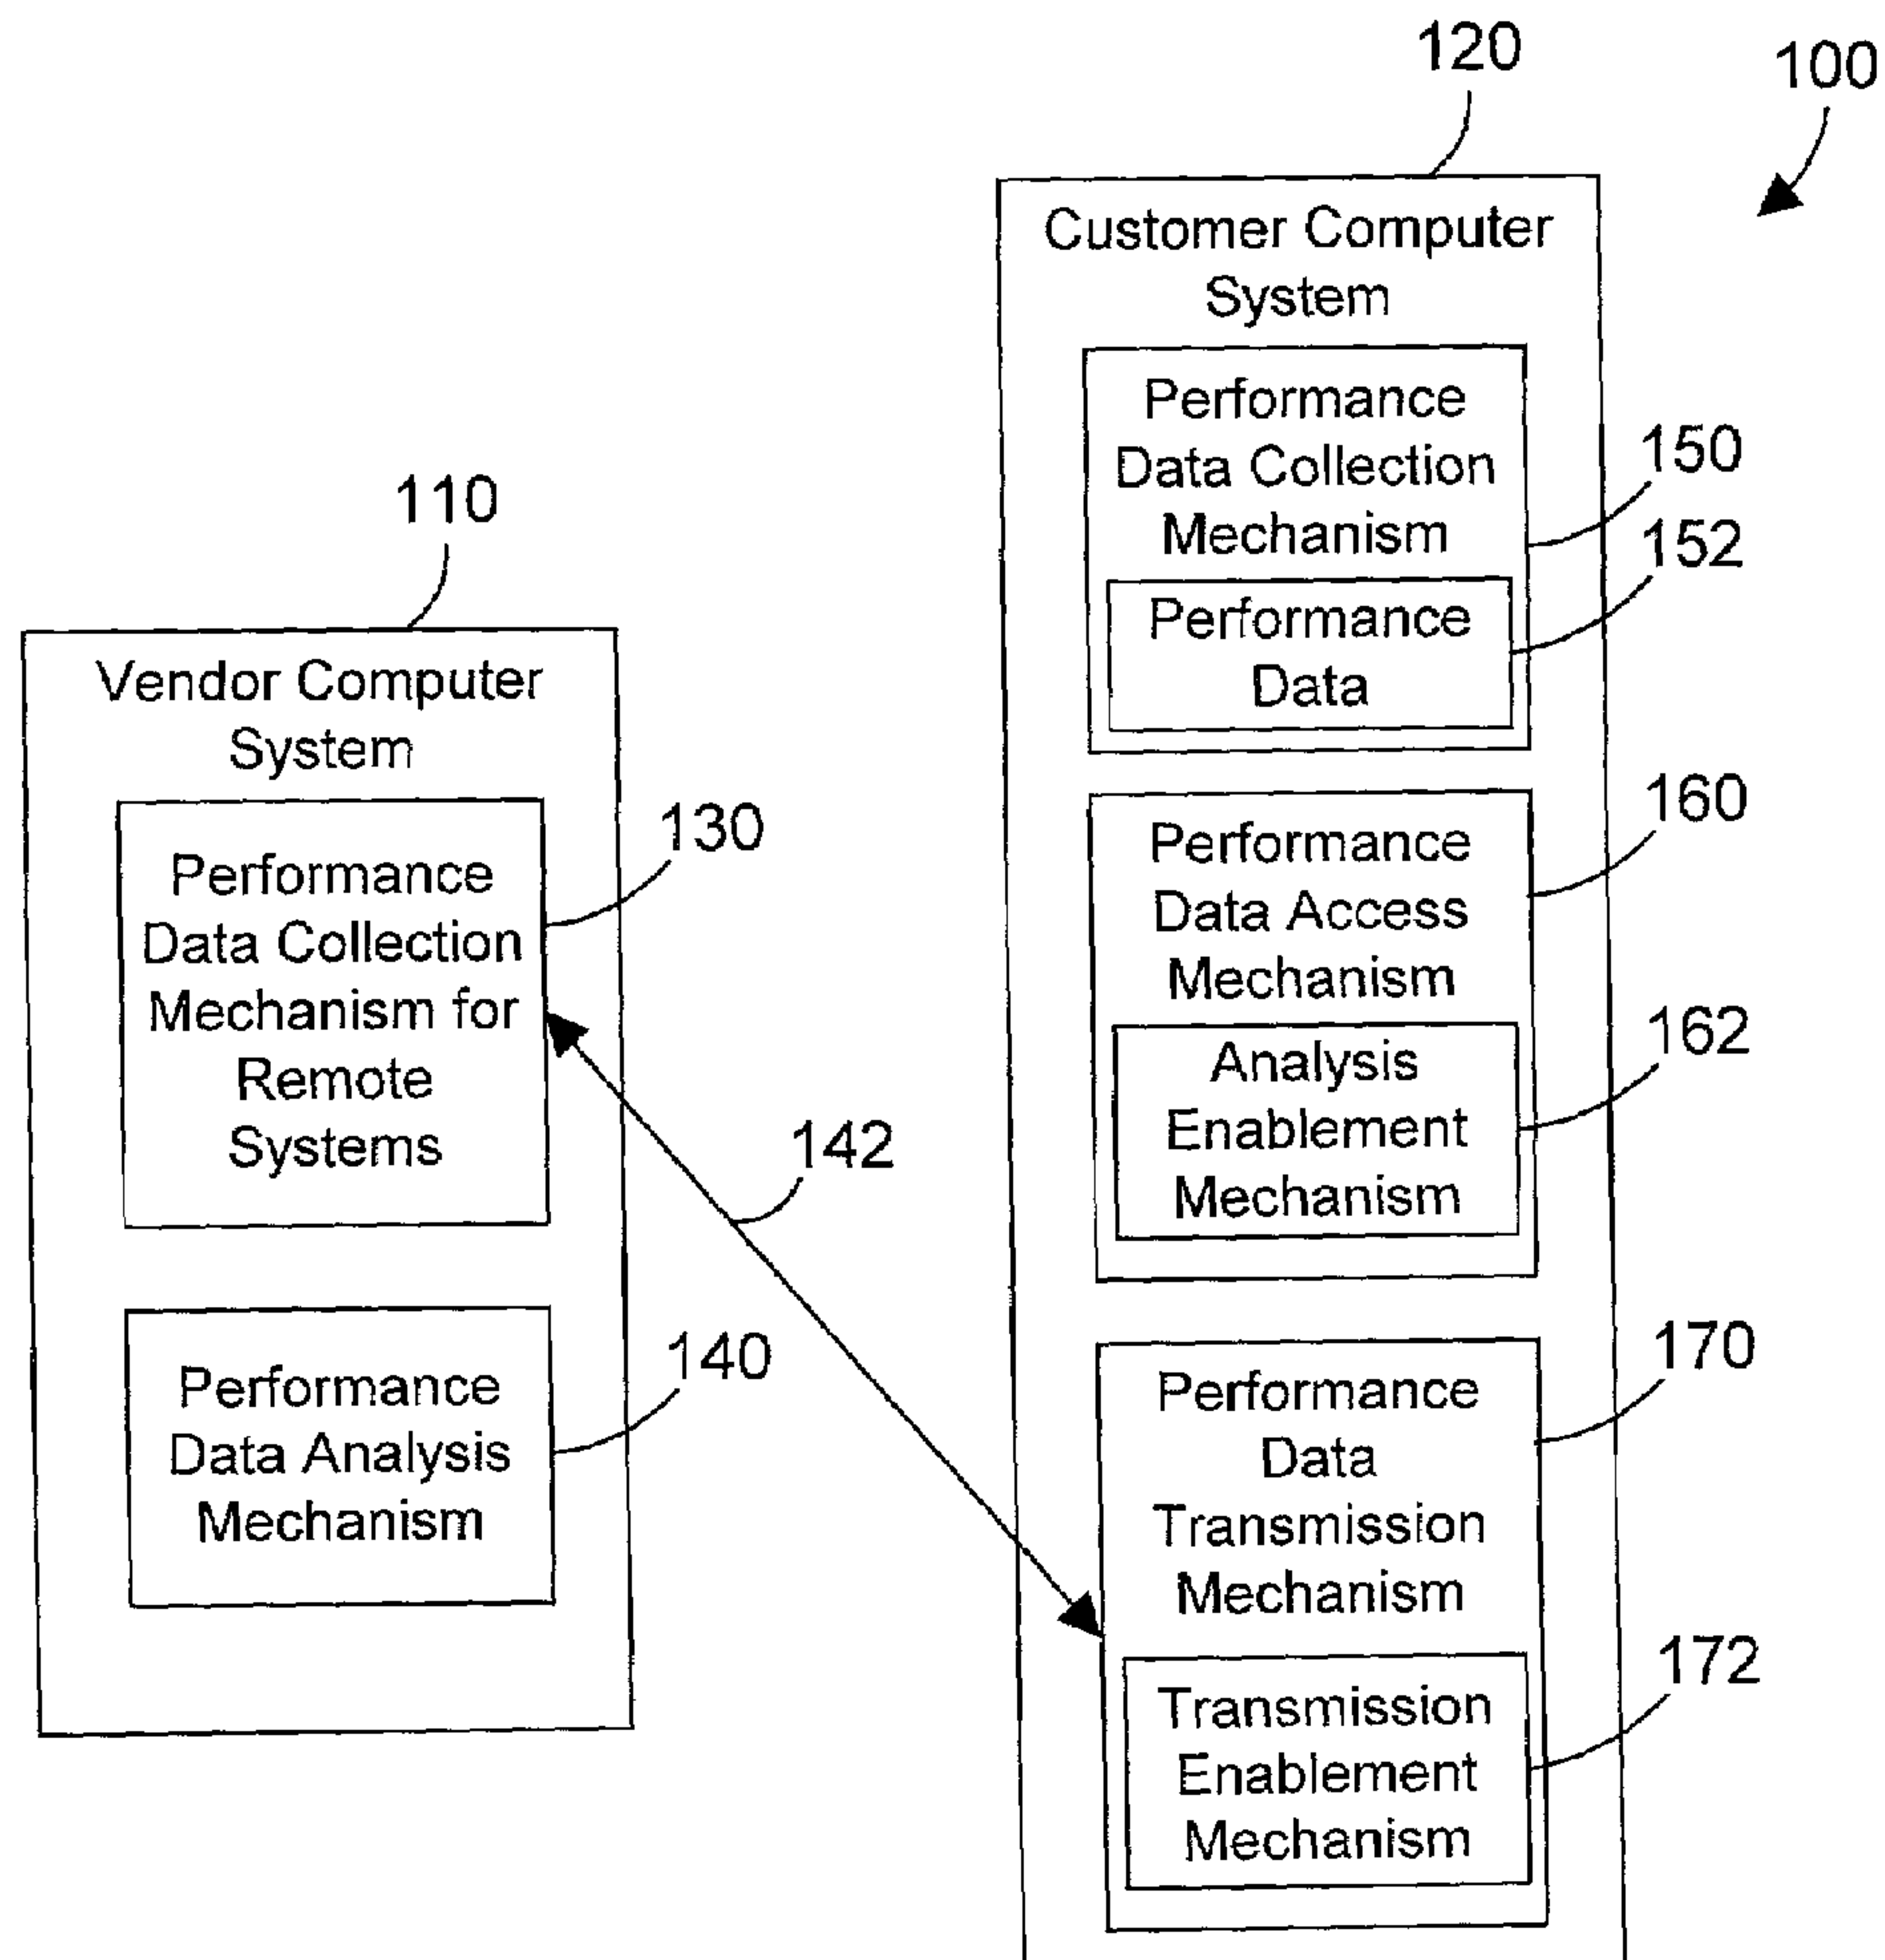 120
100
Customer Computer
System
Performance
Data Collection
Mechanism
150
152
Performance
Data
110
Vendor Computer
System
160
130
Performance
Data Access
Mechanism
Performance
Data Collection
Mechanism for
Remote
Systems
162
Analysis
Enablement
Mechanism
142
170
140
Performance
Data
Transmission
Mechanism
Performance
Data Analysis
Mechanism
172
Transmission
Enablement
Mechanism